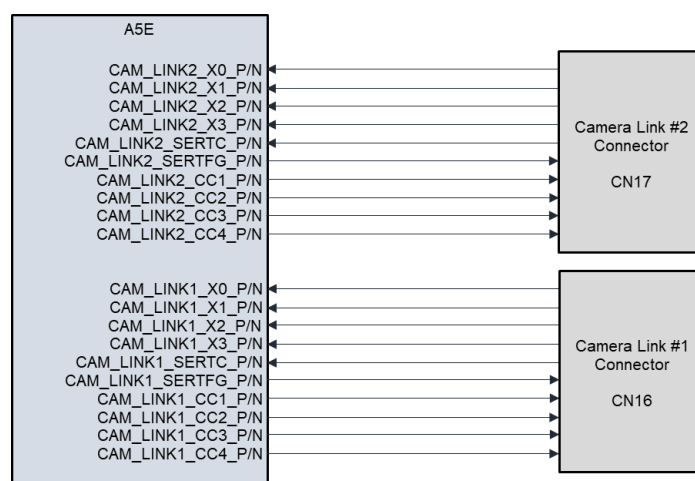 A5E
CAM_LINK2_X0_P/N
CAM_LINK2_X1_P/N
CAM_LINK2_X2_P/N
CAM_LINK2_X3_P/N
CAM_LINK2_SERTC_P/N
CAM_LINK2_SERTFG_P/N
CAM_LINK2_CC1_P/N
CAM_LINK2_CC2_P/N
CAM_LINK2_CC3_P/N
CAM_LINK2_CC4_P/N
Camera Link #2
Connector
CN17
CAM_LINK1_X0_P/N
CAM_LINK1_X1_P/N
CAM_LINK1_X2_P/N
CAM_LINK1_X3_P/N
CAM_LINK1_SERTC_P/N
CAM_LINK1_SERTFG_P/N
CAM_LINK1_CC1_P/N
CAM_LINK1_CC2_P/N
CAM_LINK1_CC3_P/N
CAM_LINK1_CC4_P/N
Camera Link #1
Connector
CN16